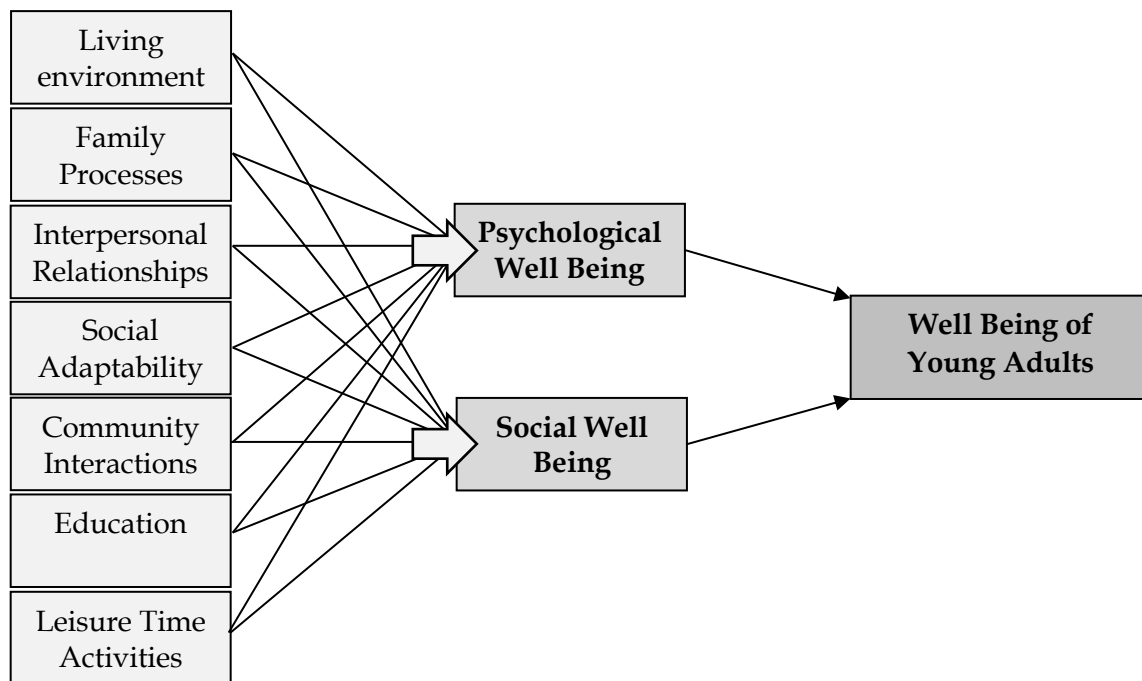 Living
environment
Family
Processes
Interpersonal
Relationships
Social
Adaptability
Community
Interactions
Education
Leisure Time
Activities
Psychological
Well Being
Social Well
Being
Well Being of
Young Adults